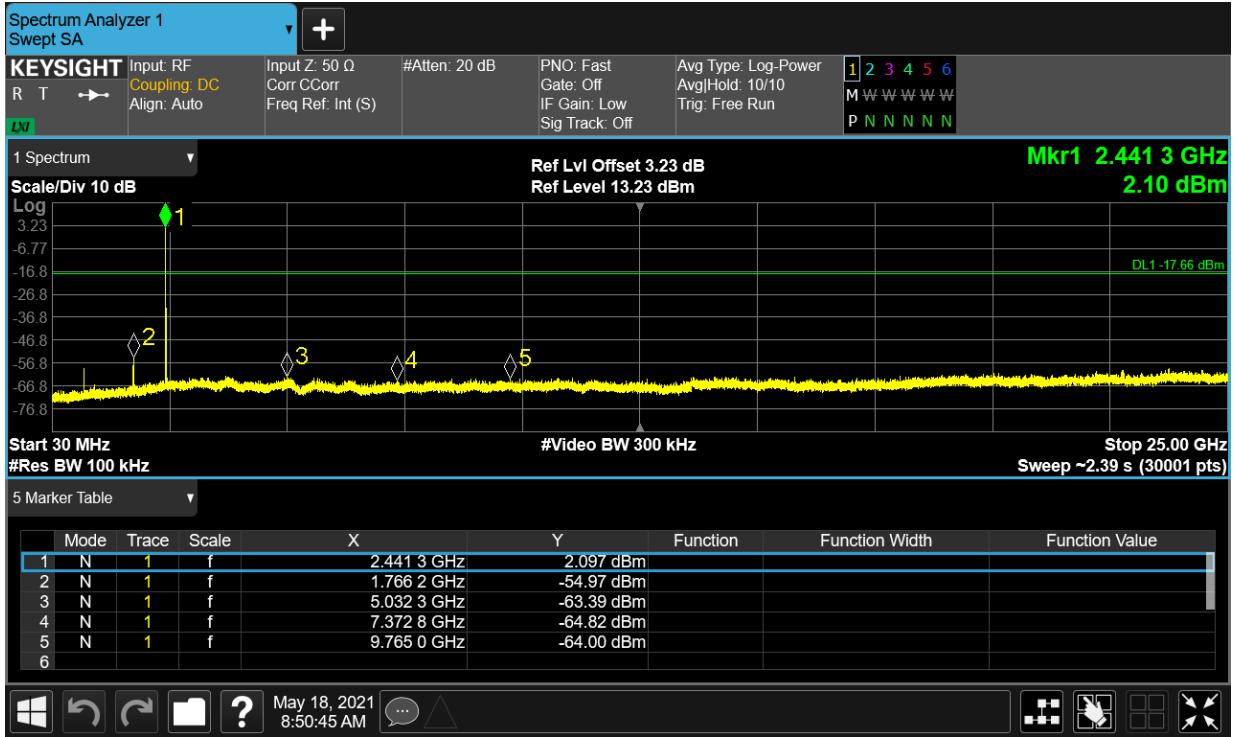 Spectrum Analyzer 1
Swept SA
KEYSIGHT Input: RF Input Z: 50 Ω #Atten: 20 dB PNO: Fast Avg Type: Log-Power 1 2 3 4 5 6
R T Coupling: DC Corr CCorr Gate: Off Avg|Hold: 10/10 M W W W W W
Align: Auto Freq Ref: Int (S) IF Gain: Low Trig: Free Run P N N N N N
LXI Sig Track: Off
1 Spectrum Ref Lvl Offset 3.23 dB Mkr1 2.441 3 GHz
Scale/Div 10 dB Ref Level 13.23 dBm 2.10 dBm
Log
1
3.23
-6.77
-16.8 DL1 -17.66 dBm
-26.8
-36.8
-46.8 2
-56.8 3 4 5
-66.8
-76.8
Start 30 MHz #Video BW 300 kHz Stop 25.00 GHz
#Res BW 100 kHz Sweep ~2.39 s (30001 pts)
5 Marker Table
Mode Trace Scale X Y Function Function Width Function Value
1 N 1 f 2.441 3 GHz 2.097 dBm
2 N 1 f 1.766 2 GHz -54.97 dBm
3 N 1 f 5.032 3 GHz -63.39 dBm
4 N 1 f 7.372 8 GHz -64.82 dBm
5 N 1 f 9.765 0 GHz -64.00 dBm
6
? May 18, 2021
8:50:45 AM